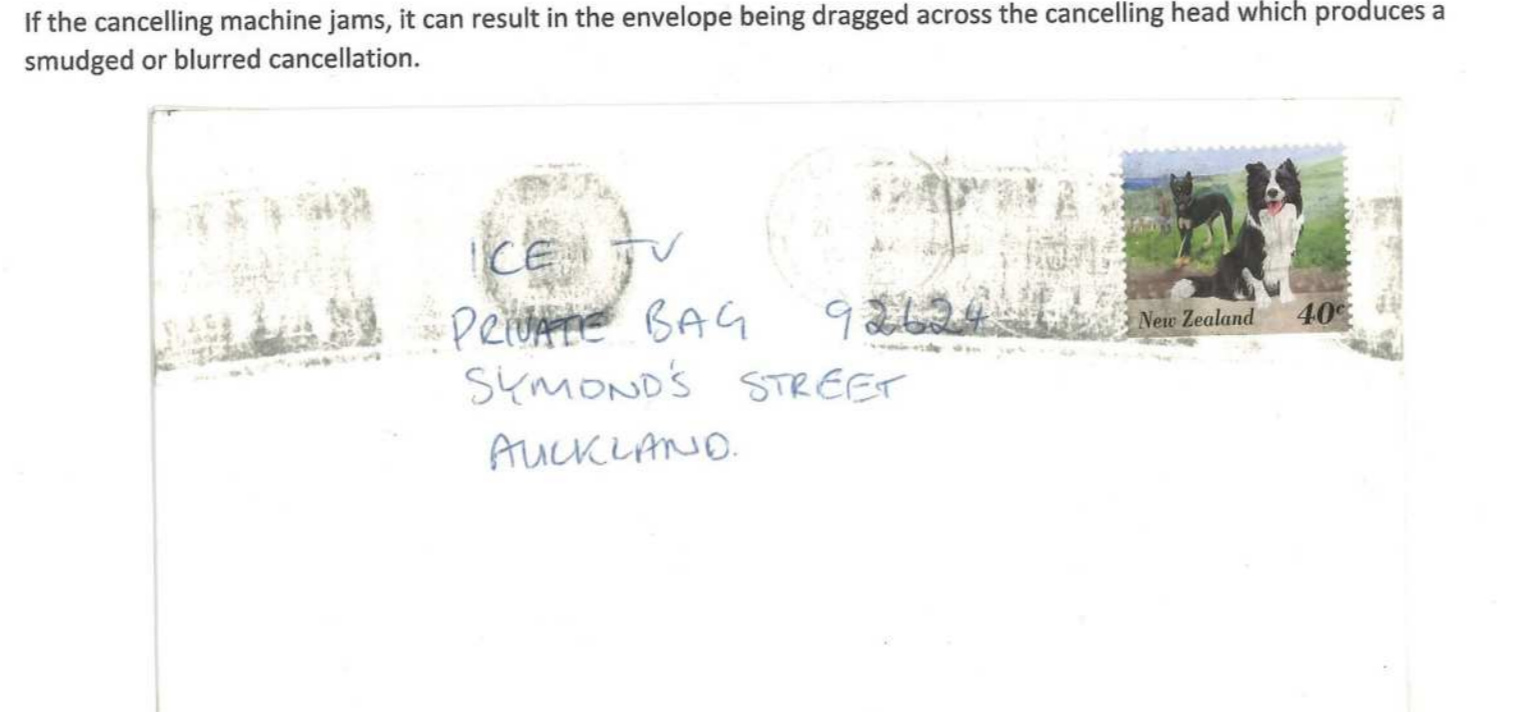 If the cancelling machine jams, it can result in the envelope being dragged across the cancelling head which produces a
smudged or blurred cancellation.
New Zealand 40c
ICE TV
PRIVATE BAG 92624
SYMOND'S STREET
AUCKLAND.